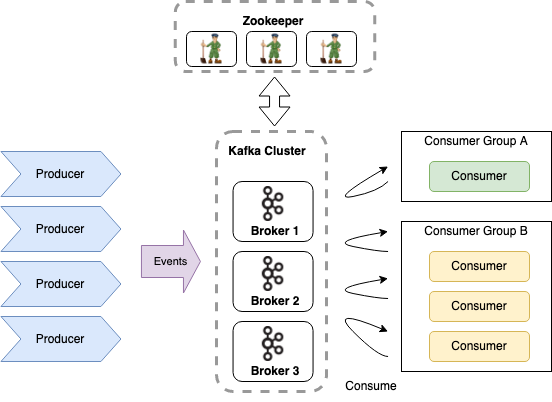 Zookeeper
Kafka Cluster
Consumer Group A
Producer
Consumer
Producer
Broker 1
Consumer Group B
Events
Consumer
Producer
Broker 2
Consumer
Producer
Consumer
Broker 3
Consume